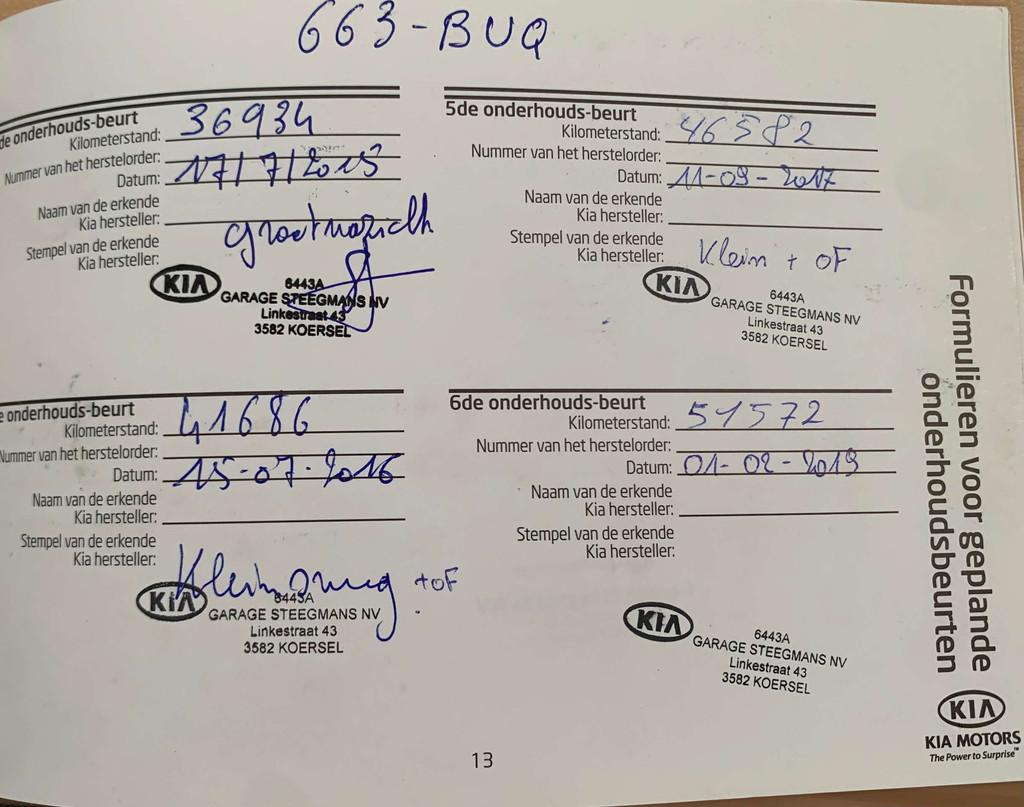 663-BUQ
de onderhouds-beurt
Kilometerstand: 36934
Nummer van het herstelorder:
Datum: 17/7/2015
Naam van de erkende
Kia hersteller:
Stempel van de erkende
Kia hersteller:
KIA
6443A
GARAGE STEEGMANS NV
Linkestraat 43
3582 KOERSEL
e onderhouds-beurt
Kilometerstand: 41686
Nummer van het herstelorder:
Datum: 15-07-2016
Naam van de erkende
Kia hersteller:
Stempel van de erkende
Kia hersteller:
Klein +oF
KIA
6443A
GARAGE STEEGMANS NV
Linkestraat 43
3582 KOERSEL
5de onderhouds-beurt
Kilometerstand: 46582
Nummer van het herstelorder:
Datum: 11-09-2017
Naam van de erkende
Kia hersteller:
Stempel van de erkende
Kia hersteller: Klein + oF
KIA
6443A
GARAGE STEEGMANS NV
Linkestraat 43
3582 KOERSEL
6de onderhouds-beurt
Kilometerstand: 51572
Nummer van het herstelorder:
Datum: 01-02-2019
Naam van de erkende
Kia hersteller:
Stempel van de erkende
Kia hersteller:
KIA
6443A
GARAGE STEEGMANS NV
Linkestraat 43
3582 KOERSEL
Formulieren voor geplande
onderhoudsbeurten
KIA
KIA MOTORS
The Power to Surprise™
13